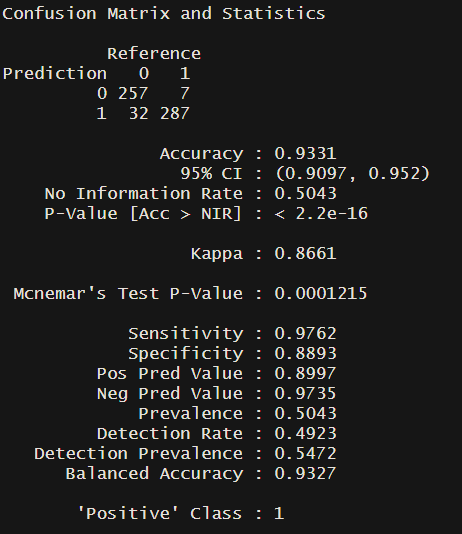 Confusion Matrix and Statistics
Reference
Prediction 0 1
0 257 7
1 32 287
Accuracy : 0.9331
95% CI : (0.9097, 0.952)
No Information Rate : 0.5043
P-Value [Acc > NIR] : < 2.2e-16
Kappa : 0.8661
Mcnemar's Test P-Value : 0.0001215
Sensitivity : 0.9762
Specificity : 0.8893
Pos Pred Value : 0.8997
Neg Pred Value : 0.9735
Prevalence : 0.5043
Detection Rate : 0.4923
Detection Prevalence : 0.5472
Balanced Accuracy : 0.9327
'Positive' Class : 1